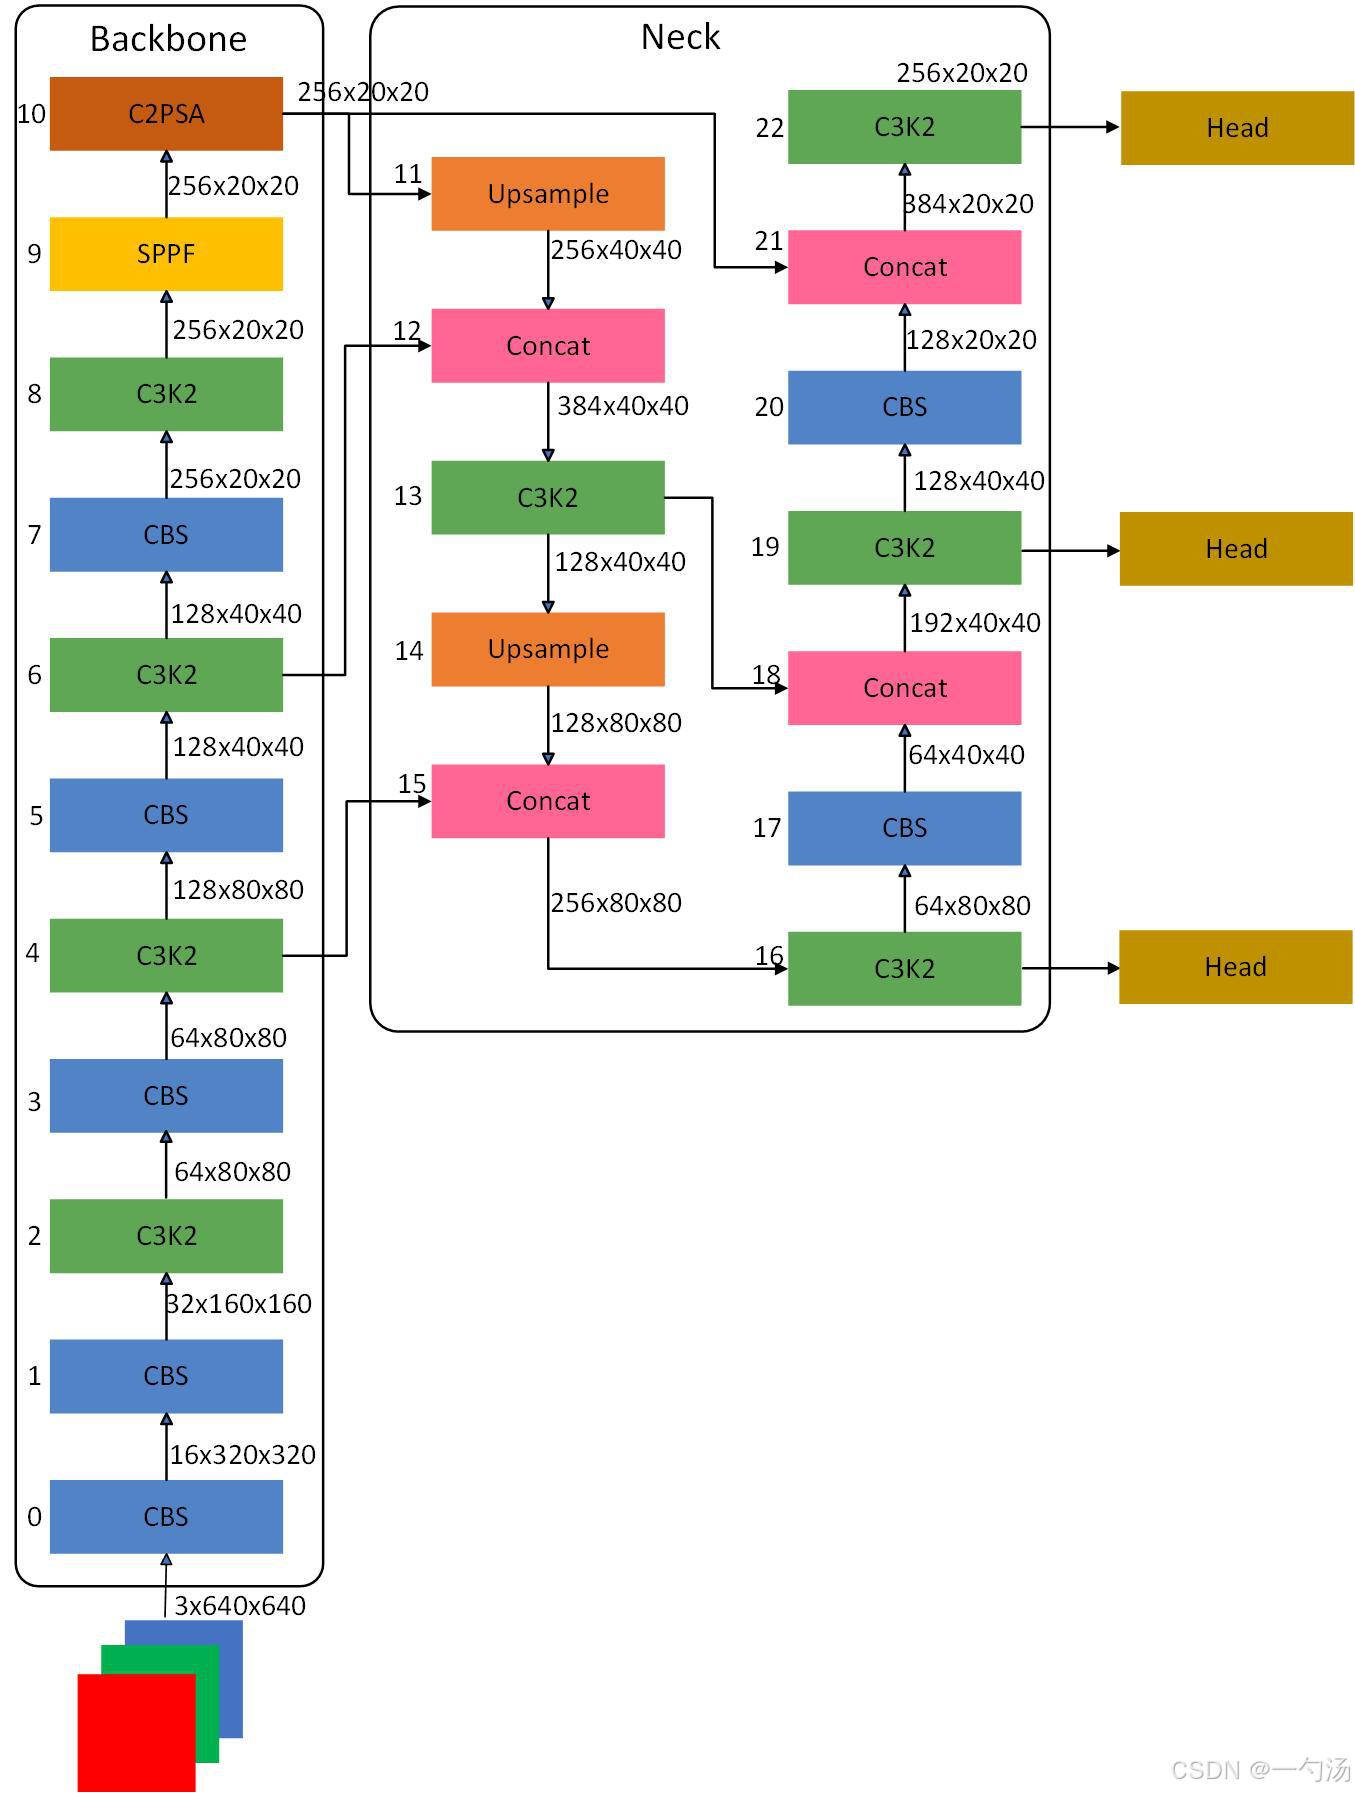 Backbone
10
C2PSA
256x20x20
256x20x20
9
SPPF
256x20x20
8
C3K2
256x20x20
7
CBS
128x40x40
6
C3K2
128x40x40
5
CBS
128x80x80
4
C3K2
64x80x80
3
CBS
64x80x80
2
C3K2
32x160x160
1
CBS
16x320x320
0
CBS
3x640x640
Neck
11
Upsample
256x40x40
12
Concat
384x40x40
13
C3K2
128x40x40
14
Upsample
128x80x80
15
Concat
256x80x80
256x20x20
22
C3K2
Head
384x20x20
21
Concat
128x20x20
20
CBS
128x40x40
19
C3K2
Head
192x40x40
18
Concat
64x40x40
17
CBS
64x80x80
16
C3K2
Head
CSDN @一勺汤